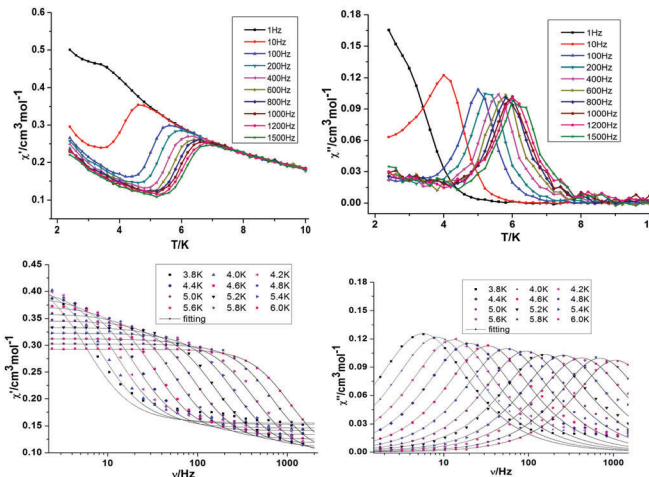 0.5
0.4
0.3
0.2
0.1
2
4
6
8
10
T/K
χ'/cm³mol⁻¹
1Hz
10Hz
100Hz
200Hz
400Hz
600Hz
800Hz
1000Hz
1200Hz
1500Hz
0.18
0.15
0.12
0.09
0.06
0.03
0.00
2
4
6
8
T/K
χ''/cm³mol⁻¹
1Hz
10Hz
100Hz
200Hz
400Hz
600Hz
800Hz
1000Hz
1200Hz
1500Hz
0.45
0.40
0.35
0.30
0.25
0.20
0.15
0.10
10
100
1000
ν/Hz
χ'/cm³mol⁻¹
3.8K 4.0K 4.2K
4.4K 4.6K 4.8K
5.0K 5.2K 5.4K
5.6K 5.8K 6.0K
fitting
0.18
0.15
0.12
0.09
0.06
0.03
0.00
10
100
1000
ν/Hz
χ''/cm³mol⁻¹
3.8K 4.0K 4.2K
4.4K 4.6K 4.8K
5.0K 5.2K 5.4K
5.6K 5.8K 6.0K
fitting